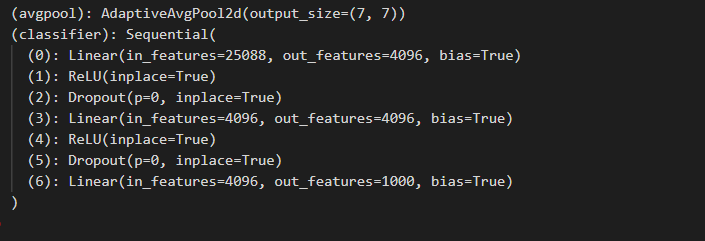 (avgpool): AdaptiveAvgPool2d(output_size=(7, 7))
(classifier): Sequential(
(0): Linear(in_features=25088, out_features=4096, bias=True)
(1): ReLU(inplace=True)
(2): Dropout(p=0, inplace=True)
(3): Linear(in_features=4096, out_features=4096, bias=True)
(4): ReLU(inplace=True)
(5): Dropout(p=0, inplace=True)
(6): Linear(in_features=4096, out_features=1000, bias=True)
)